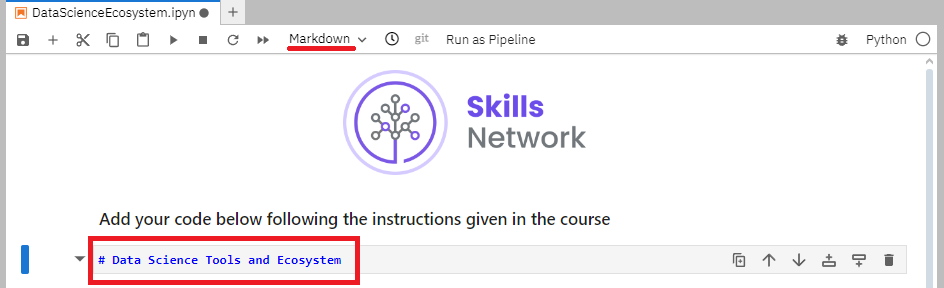 DataScienceEcosystem.ipyn
Markdown git Run as Pipeline Python
Skills
Network
Add your code below following the instructions given in the course
# Data Science Tools and Ecosystem